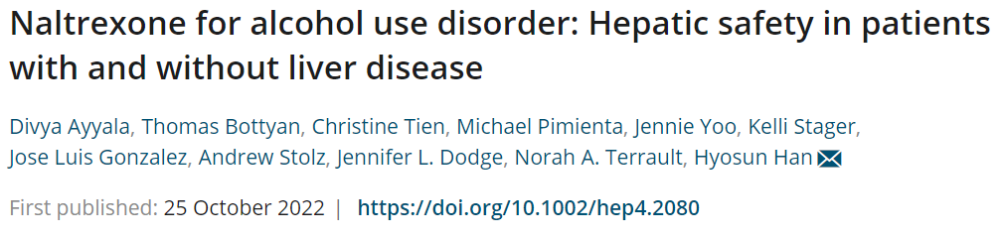 Naltrexone for alcohol use disorder: Hepatic safety in patients
with and without liver disease
Divya Ayyala, Thomas Bottyan, Christine Tien, Michael Pimienta, Jennie Yoo, Kelli Stager,
Jose Luis Gonzalez, Andrew Stolz, Jennifer L. Dodge, Norah A. Terrault, Hyosun Han
First published: 25 October 2022 | https://doi.org/10.1002/hep4.2080